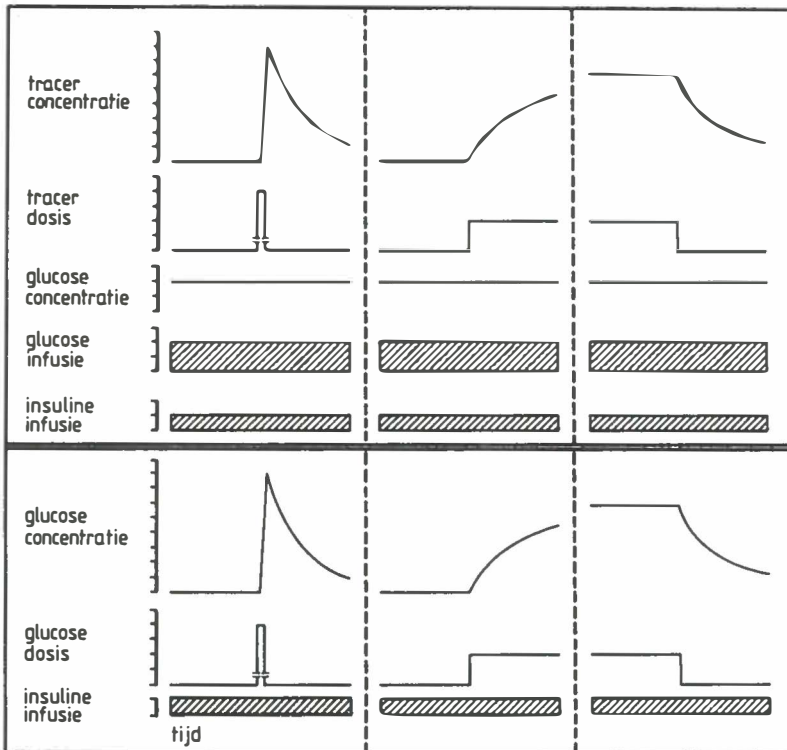 tracer
concentratie
tracer
dosis
glucose
concentratie
glucose
infusie
insuline
infusie
glucose
concentratie
glucose
dosis
insuline
infusie
tijd